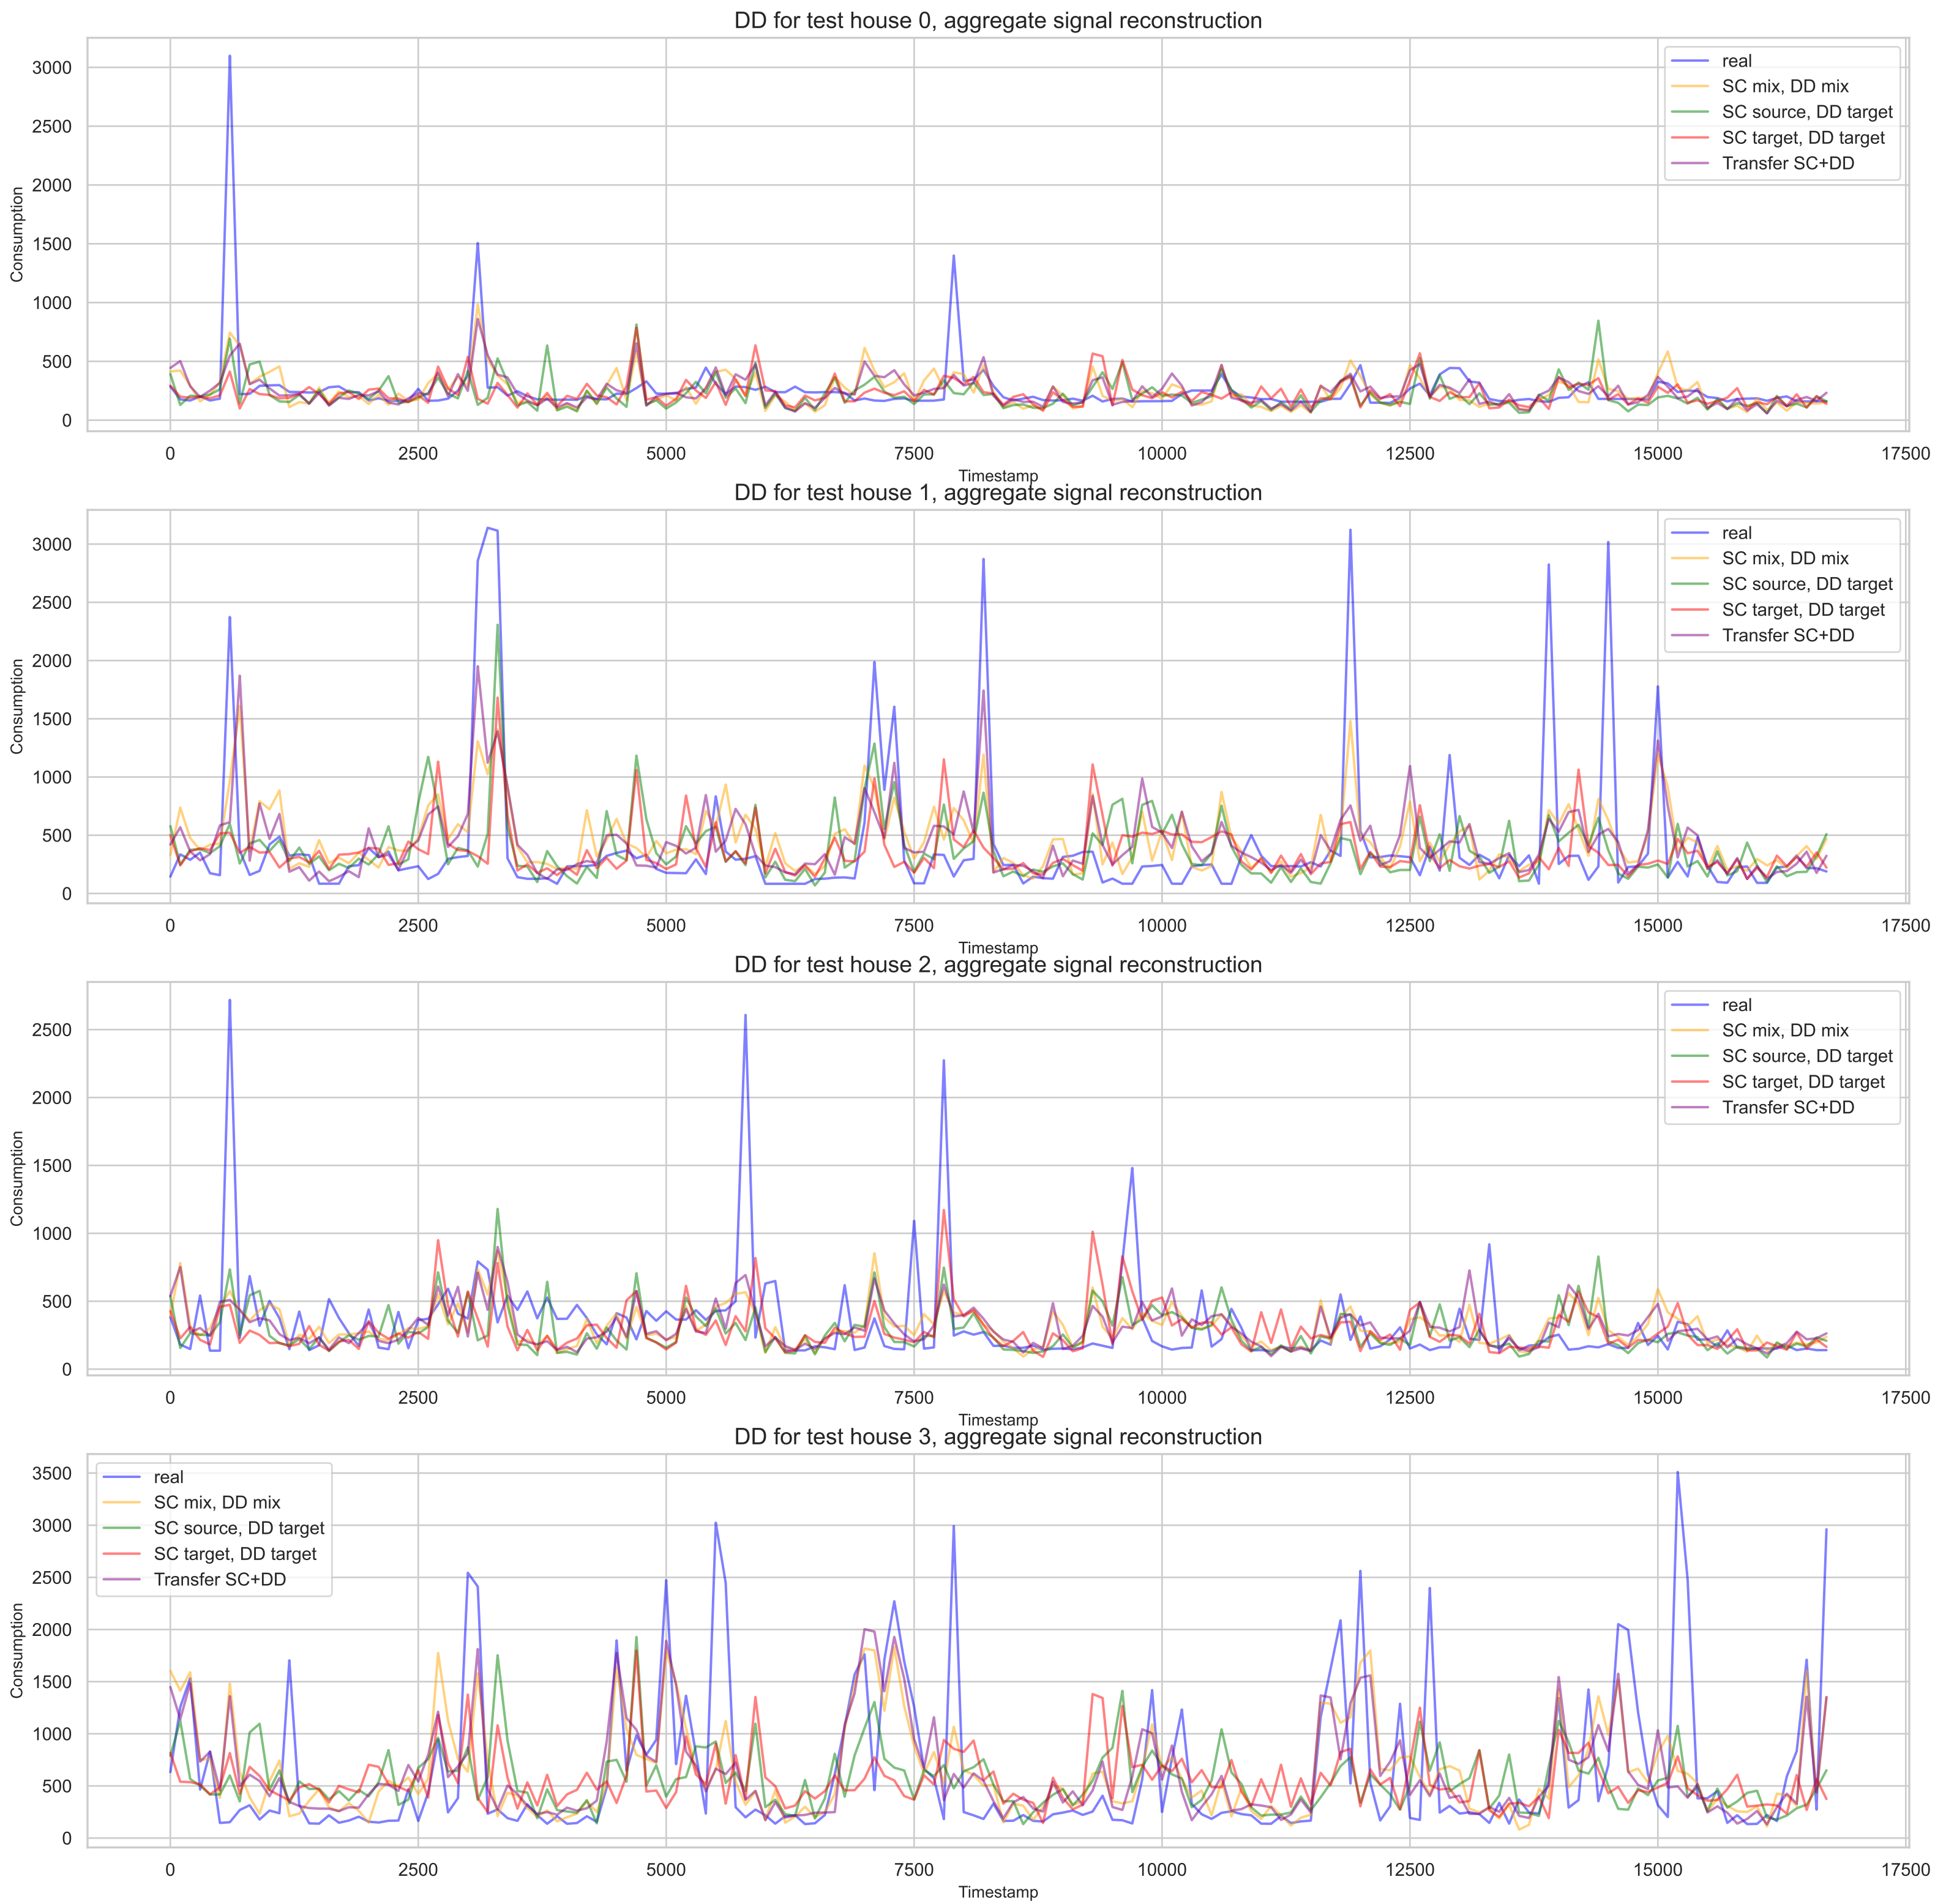 DD for test house 0, aggregate signal reconstruction
3000
2500
2000
1500
1000
500
0
Consumption
real
SC mix, DD mix
SC source, DD target
SC target, DD target
Transfer SC+DD
0 2500 5000 7500 10000 12500 15000 17500
Timestamp
DD for test house 1, aggregate signal reconstruction
3000
2500
2000
1500
1000
500
0
Consumption
real
SC mix, DD mix
SC source, DD target
SC target, DD target
Transfer SC+DD
0 2500 5000 7500 10000 12500 15000 17500
Timestamp
DD for test house 2, aggregate signal reconstruction
2500
2000
1500
1000
500
0
Consumption
real
SC mix, DD mix
SC source, DD target
SC target, DD target
Transfer SC+DD
0 2500 5000 7500 10000 12500 15000 17500
Timestamp
DD for test house 3, aggregate signal reconstruction
3500
3000
2500
2000
1500
1000
500
0
Consumption
real
SC mix, DD mix
SC source, DD target
SC target, DD target
Transfer SC+DD
0 2500 5000 7500 10000 12500 15000 17500
Timestamp